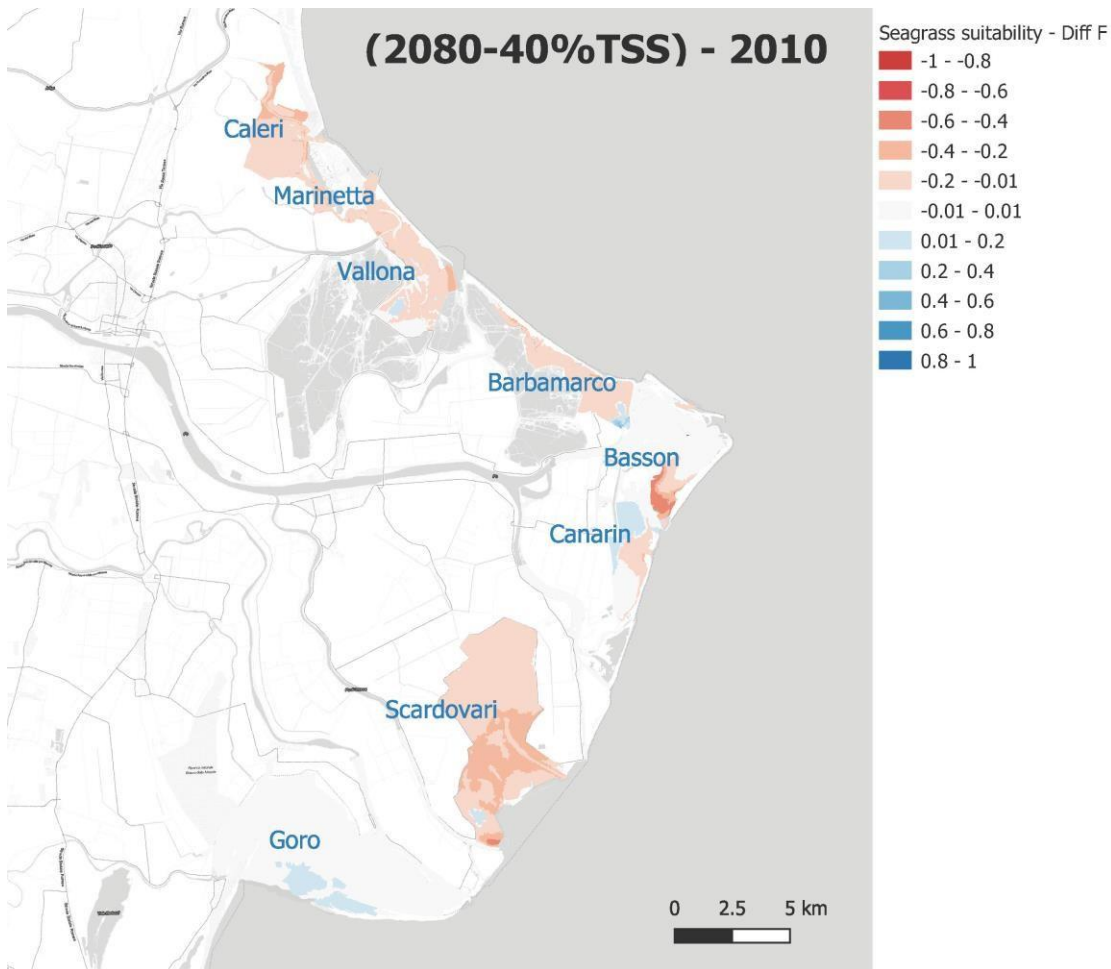 (2080-40%TSS) - 2010
Caleri
Marinetta
Vallona
Barbamarco
Basson
Canarin
Scardovari
Goro
0 2.5 5 km
Seagrass suitability - Diff F
-1 - -0.8
-0.8 - -0.6
-0.6 - -0.4
-0.4 - -0.2
-0.2 - -0.01
-0.01 - 0.01
0.01 - 0.2
0.2 - 0.4
0.4 - 0.6
0.6 - 0.8
0.8 - 1